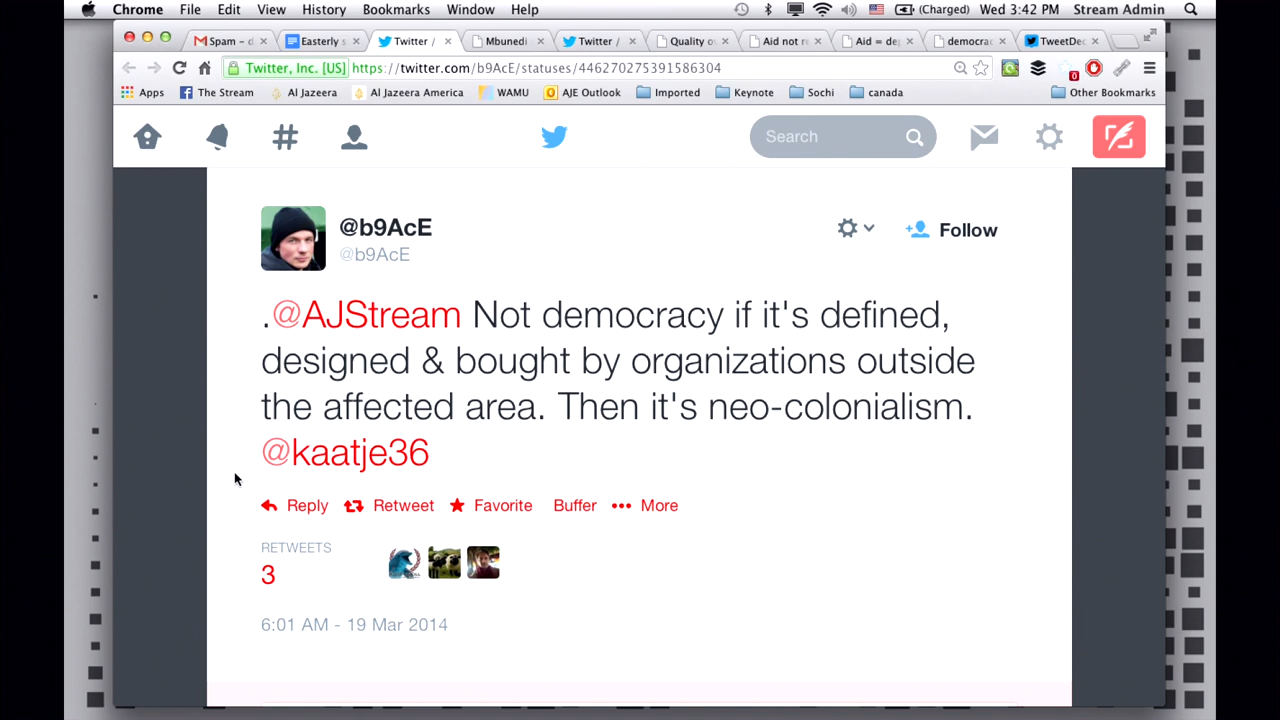 Chrome File Edit View History Bookmarks Window Help (Charged) Wed 3:42 PM Stream Admin
Spam – d Easterly s Twitter / Mbunedi Twitter / Quality o Aid not re Aid = dep democrac TweetDec
Twitter, Inc. [US] https://twitter.com/b9AcE/statuses/446270275391586304
Apps The Stream Al Jazeera Al Jazeera America WAMU AJE Outlook Imported Keynote Sochi canada Other Bookmarks
Search
@b9AcE
@b9AcE
Follow
.@AJStream Not democracy if it's defined,
designed & bought by organizations outside
the affected area. Then it's neo-colonialism.
@kaatje36
Reply Retweet Favorite Buffer More
RETWEETS
3
6:01 AM - 19 Mar 2014